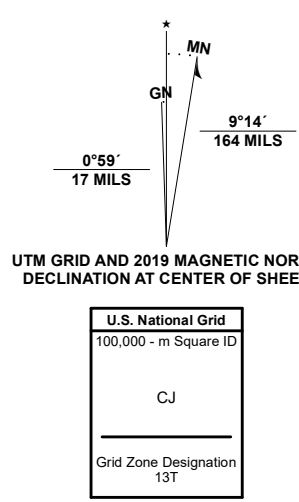 ★
MN
GN
9°14´
164 MILS
0°59´
17 MILS
UTM GRID AND 2019 MAGNETIC NOR
DECLINATION AT CENTER OF SHEE
U.S. National Grid
100,000 - m Square ID
CJ
Grid Zone Designation
13T